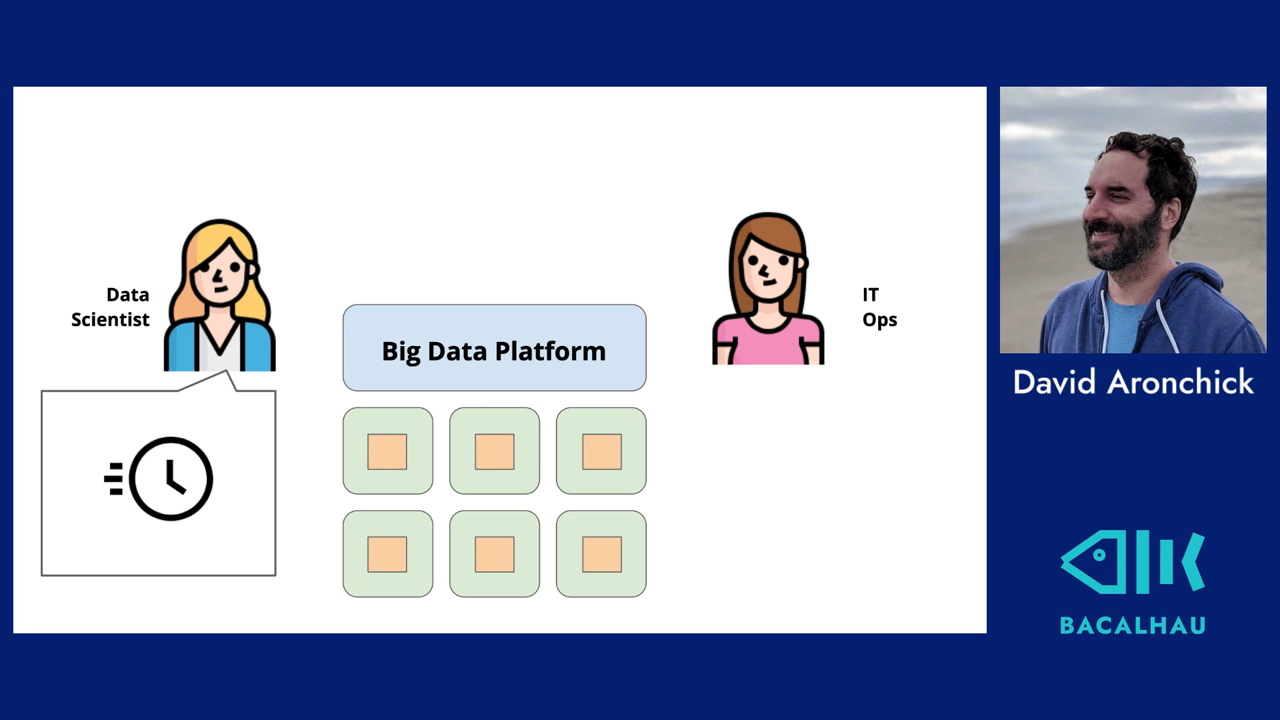 Data
Scientist
Big Data Platform
IT
Ops
David Aronchick
BACALHAU